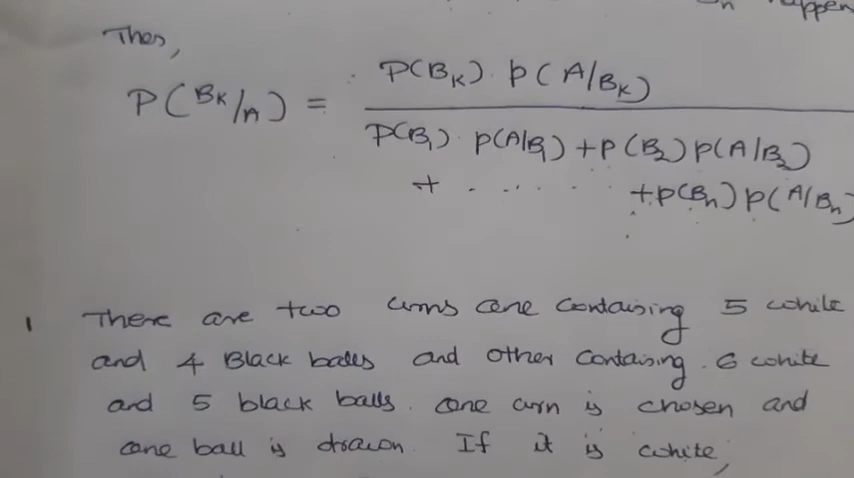 happen
Then,
P(Bk/A) = P(Bk) · P(A/Bk)
P(B1) · P(A/B1) + P(B2) P(A/B2)
+ . . . . . + P(Bn) P(A/Bn)
1 There are two urns one containing 5 white
and 4 Black balls and other containing 6 white
and 5 black balls. one urn is chosen and
one ball is drawn. If it is white,